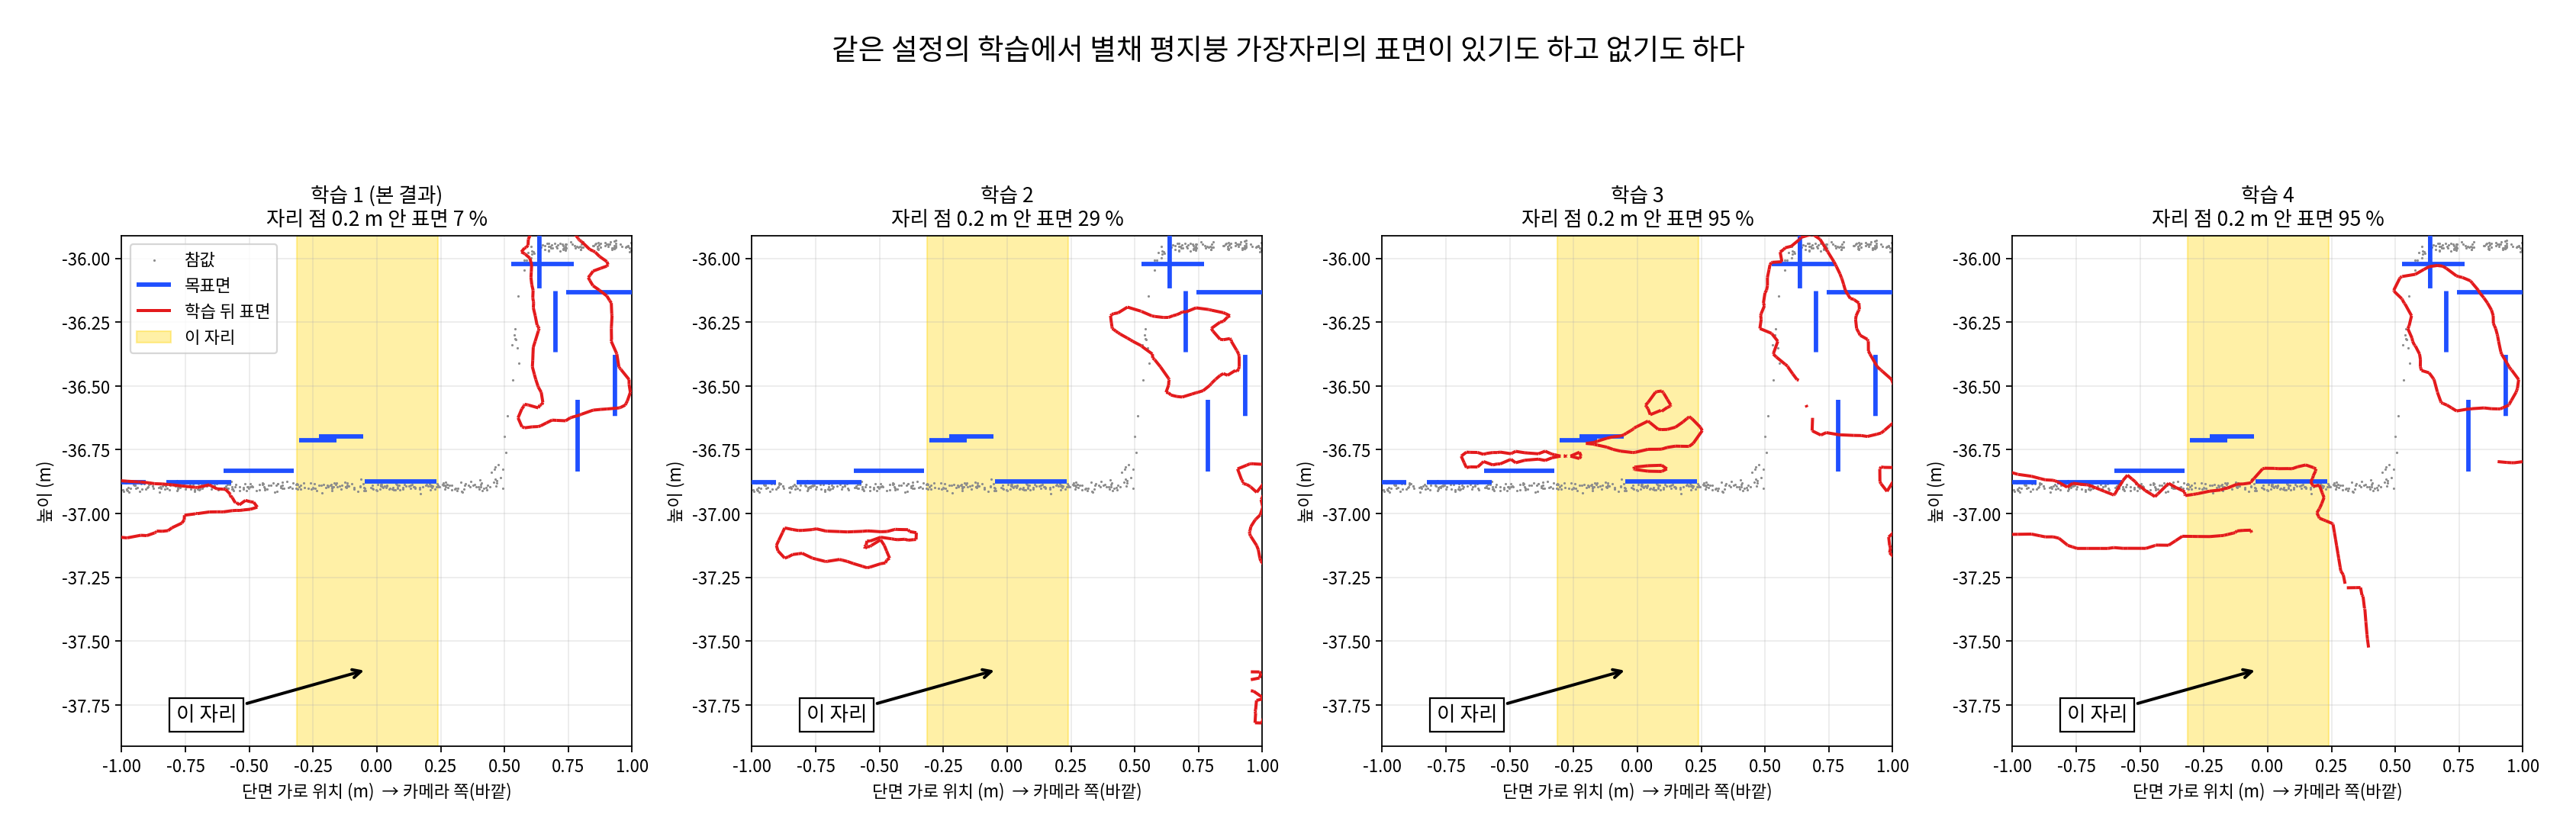 같은 설정의 학습에서 별채 평지붕 가장자리의 표면이 있기도 하고 없기도 하다
학습 1 (본 결과)
자리 점 0.2 m 안 표면 7 %
참값
목표면
학습 뒤 표면
이 자리
-36.00
-36.25
-36.50
-36.75
-37.00
-37.25
-37.50
-37.75
높이 (m)
이 자리
-1.00 -0.75 -0.50 -0.25 0.00 0.25 0.50 0.75 1.00
단면 가로 위치 (m) → 카메라 쪽(바깥)
학습 2
자리 점 0.2 m 안 표면 29 %
-36.00
-36.25
-36.50
-36.75
-37.00
-37.25
-37.50
-37.75
높이 (m)
이 자리
-1.00 -0.75 -0.50 -0.25 0.00 0.25 0.50 0.75 1.00
단면 가로 위치 (m) → 카메라 쪽(바깥)
학습 3
자리 점 0.2 m 안 표면 95 %
-36.00
-36.25
-36.50
-36.75
-37.00
-37.25
-37.50
-37.75
높이 (m)
이 자리
-1.00 -0.75 -0.50 -0.25 0.00 0.25 0.50 0.75 1.00
단면 가로 위치 (m) → 카메라 쪽(바깥)
학습 4
자리 점 0.2 m 안 표면 95 %
-36.00
-36.25
-36.50
-36.75
-37.00
-37.25
-37.50
-37.75
높이 (m)
이 자리
-1.00 -0.75 -0.50 -0.25 0.00 0.25 0.50 0.75 1.00
단면 가로 위치 (m) → 카메라 쪽(바깥)